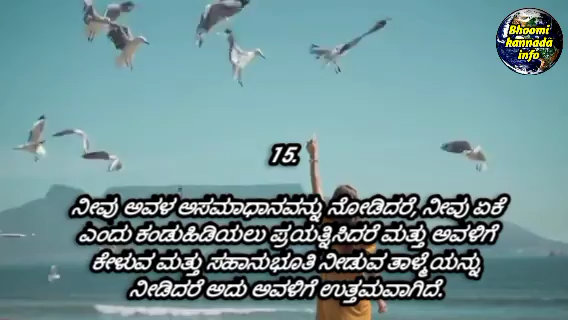 Bhoomi
kannada
info
15.
ನೀವು ಅವಳ ಅಸಮಾಧಾನವನ್ನು ನೋಡಿದರೆ, ನೀವು ಏಕೆ
ಎಂದು ಕಂಡುಹಿಡಿಯಲು ಪ್ರಯತ್ನಿಸಿದರೆ ಮತ್ತು ಅವಳಿಗೆ
ಕೇಳುವ ಮತ್ತು ಸಹಾನುಭೂತಿ ನೀಡುವ ತಾಳ್ಮೆಯನ್ನು
ನೀಡಿದರೆ ಅದು ಅವಳಿಗೆ ಉತ್ತಮವಾಗಿದೆ.